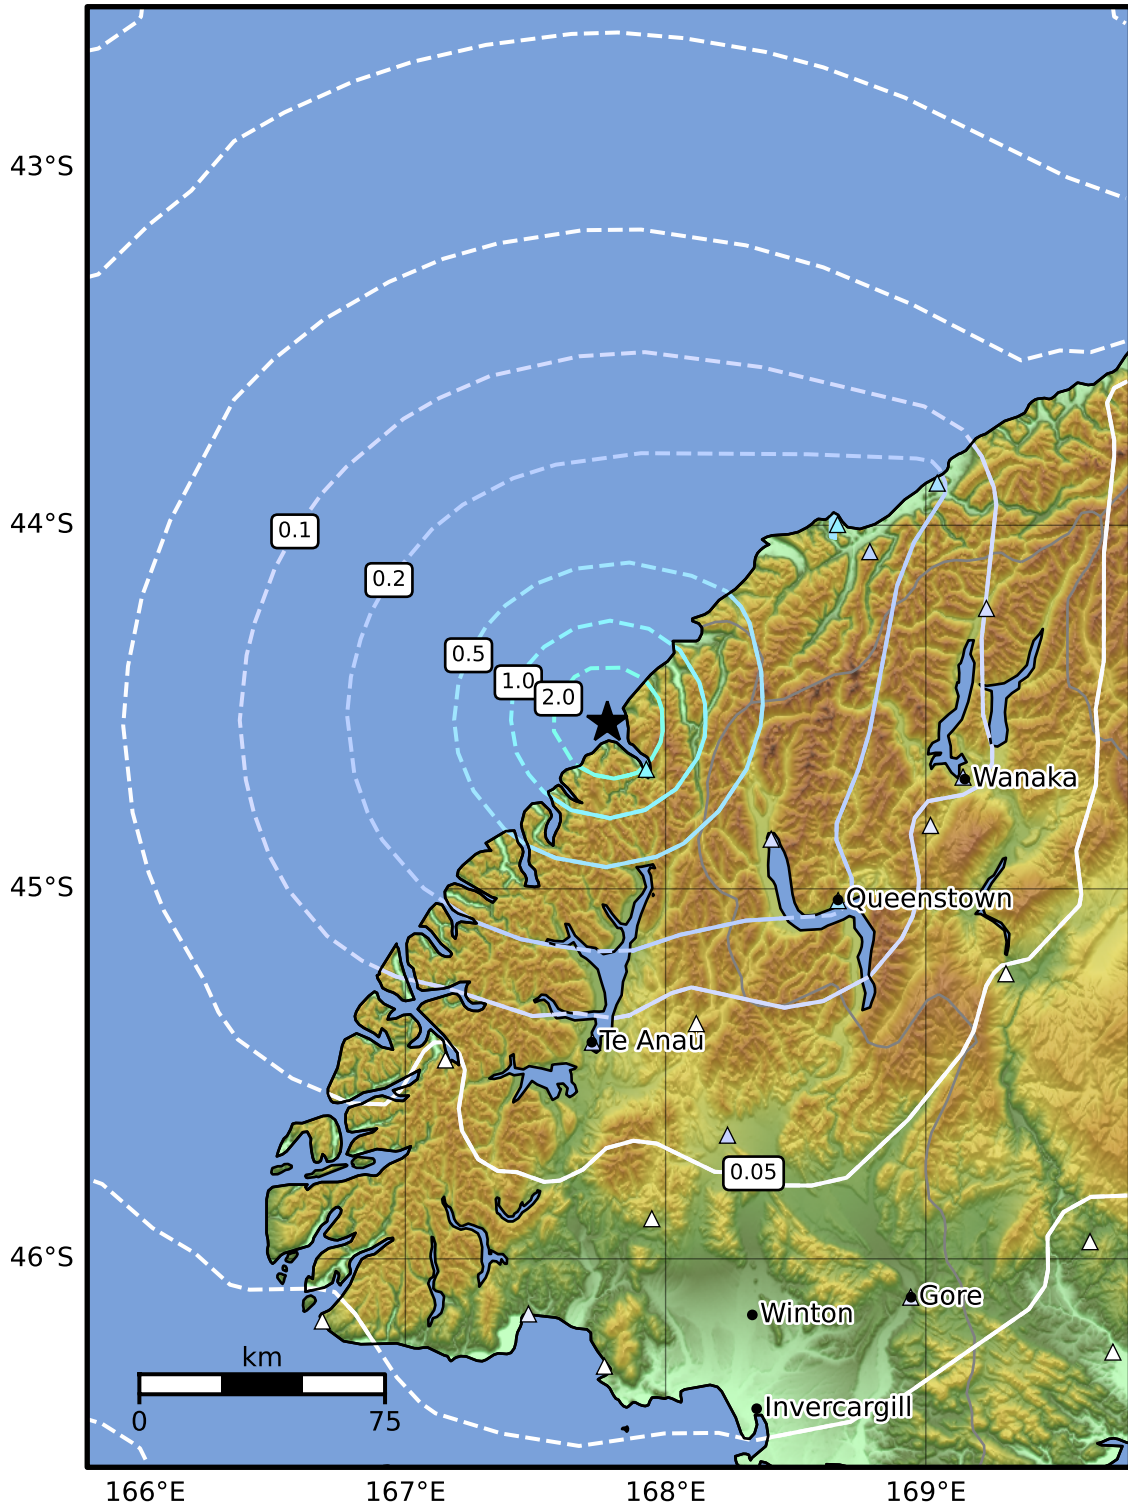 43°S
44°S
0.1
0.2
0.5
1.0
2.0
Wanaka
45°S
Queenstown
Te Anau
0.05
46°S
Gore
Winton
km
Invercargill
0 75
166°E 167°E 168°E 169°E